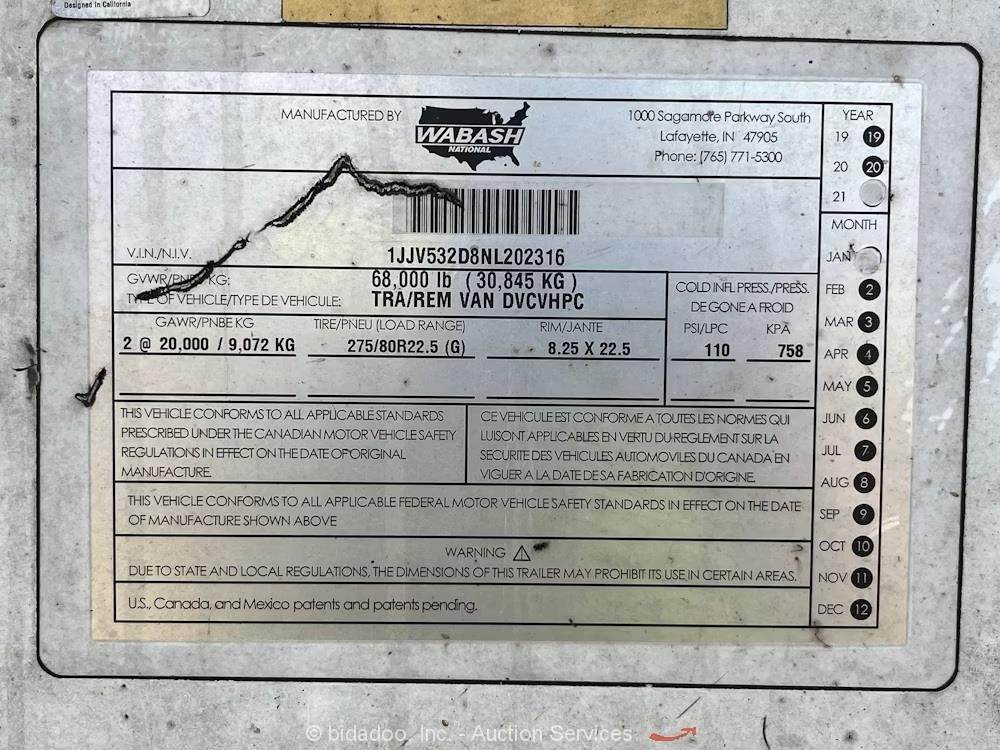 Designed in California
MANUFACTURED BY
WABASH
NATIONAL
1000 Sagamore Parkway South
Lafayette, IN 47905
Phone: (765) 771-5300
YEAR
19 19
20 20
21
V.I.N./N.I.V. 1JJV532D8NL202316
GVWR/PNBV KG: 68,000 lb ( 30,845 KG )
TYPE OF VEHICLE/TYPE DE VEHICULE: TRA/REM VAN DVCVHPC
COLD INFL PRESS./PRESS.
DE GONE A FROID
GAWR/PNBE KG TIRE/PNEU (LOAD RANGE) RIM/JANTE PSI/LPC KPA
2 @ 20,000 / 9,072 KG 275/80R22.5 (G) 8.25 X 22.5 110 758
THIS VEHICLE CONFORMS TO ALL APPLICABLE STANDARDS
PRESCRIBED UNDER THE CANADIAN MOTOR VEHICLE SAFETY
REGULATIONS IN EFFECT ON THE DATE OF ORIGINAL
MANUFACTURE.
CE VEHICULE EST CONFORME A TOUTES LES NORMES QUI
LUI SONT APPLICABLES EN VERTU DU REGLEMENT SUR LA
SECURITE DES VEHICULES AUTOMOVILES DU CANADA EN
VIGUER A LA DATE DE SA FABRICATION D'ORIGINE.
THIS VEHICLE CONFORMS TO ALL APPLICABLE FEDERAL MOTOR VEHICLE SAFETY STANDARDS IN EFFECT ON THE DATE
OF MANUFACTURE SHOWN ABOVE
WARNING
DUE TO STATE AND LOCAL REGULATIONS, THE DIMENSIONS OF THIS TRAILER MAY PROHIBIT ITS USE IN CERTAIN AREAS.
U.S., Canada, and Mexico patents and patents pending.
MONTH
JAN
FEB 2
MAR 3
APR 4
MAY 5
JUN 6
JUL 7
AUG 8
SEP 9
OCT 10
NOV 11
DEC 12
© bidadoo, Inc. - Auction Services